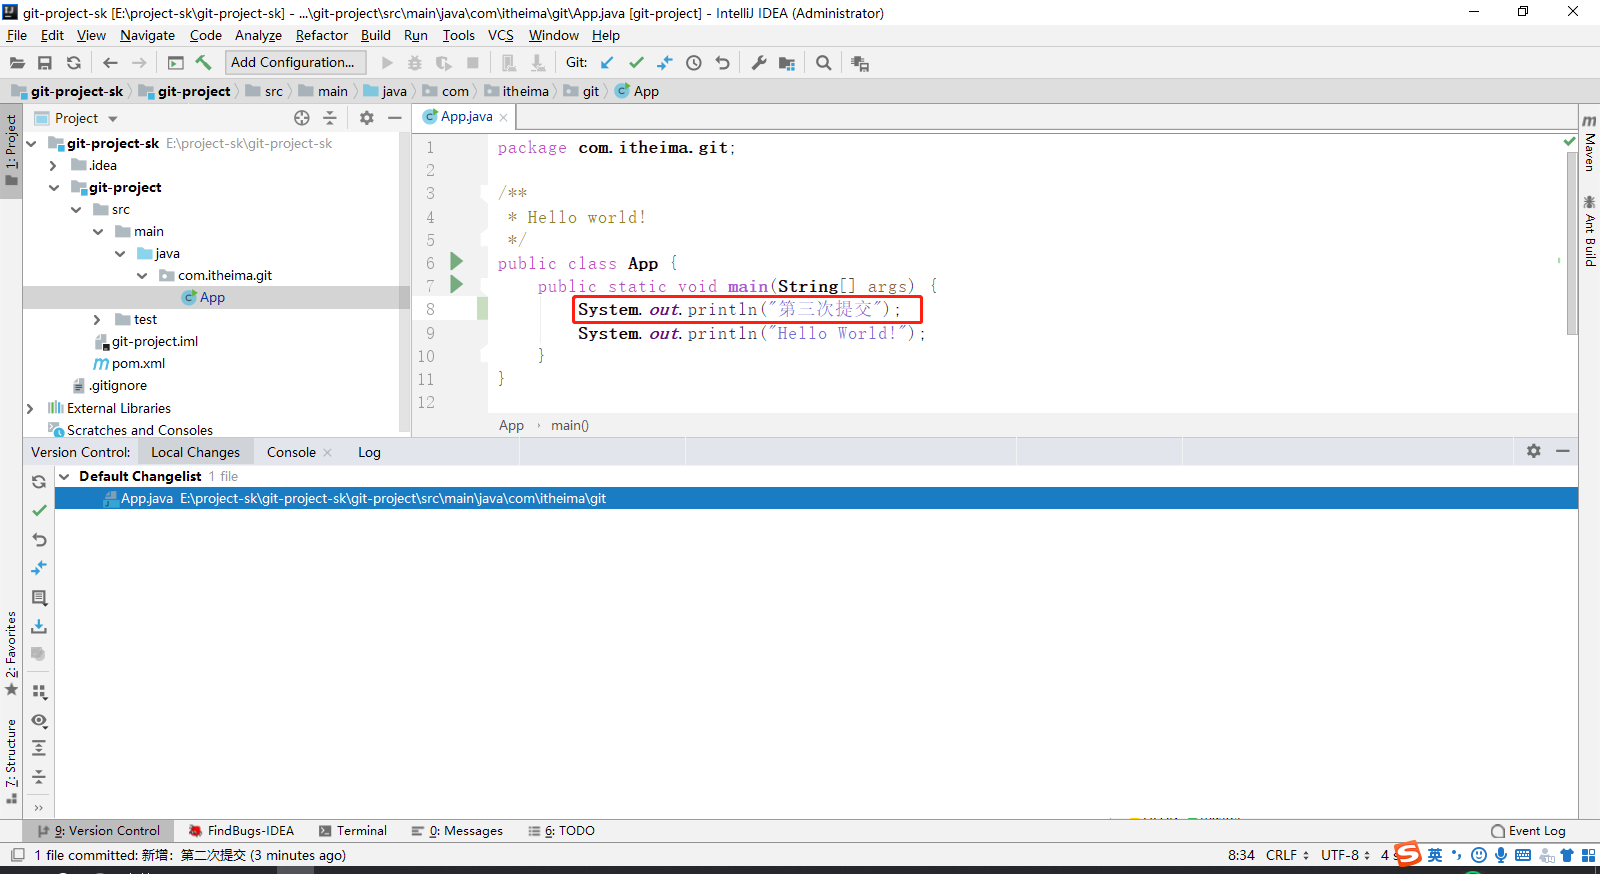 git-project-sk [E:\project-sk\git-project-sk] - ...\git-project\src\main\java\com\itheima\git\App.java [git-project] - IntelliJ IDEA (Administrator)
File Edit View Navigate Code Analyze Refactor Build Run Tools VCS Window Help
Add Configuration... Git:
git-project-sk git-project src main java com itheima git App
1: Project
Project
App.java
git-project-sk E:\project-sk\git-project-sk
.idea
git-project
src
main
java
com.itheima.git
App
test
git-project.iml
pom.xml
.gitignore
External Libraries
Scratches and Consoles
1 package com.itheima.git;
2
3 /**
4 * Hello world!
5 */
6 public class App {
7 public static void main(String[] args) {
8 System.out.println("第三次提交");
9 System.out.println("Hello World!");
10 }
11 }
12
App › main()
Maven
Ant Build
Version Control: Local Changes Console Log
Default Changelist 1 file
App.java E:\project-sk\git-project-sk\git-project\src\main\java\com\itheima\git
2: Favorites
7: Structure
9: Version Control FindBugs-IDEA Terminal 0: Messages 6: TODO Event Log
1 file committed: 新增：第二次提交 (3 minutes ago) 8:34 CRLF UTF-8 4 s 英